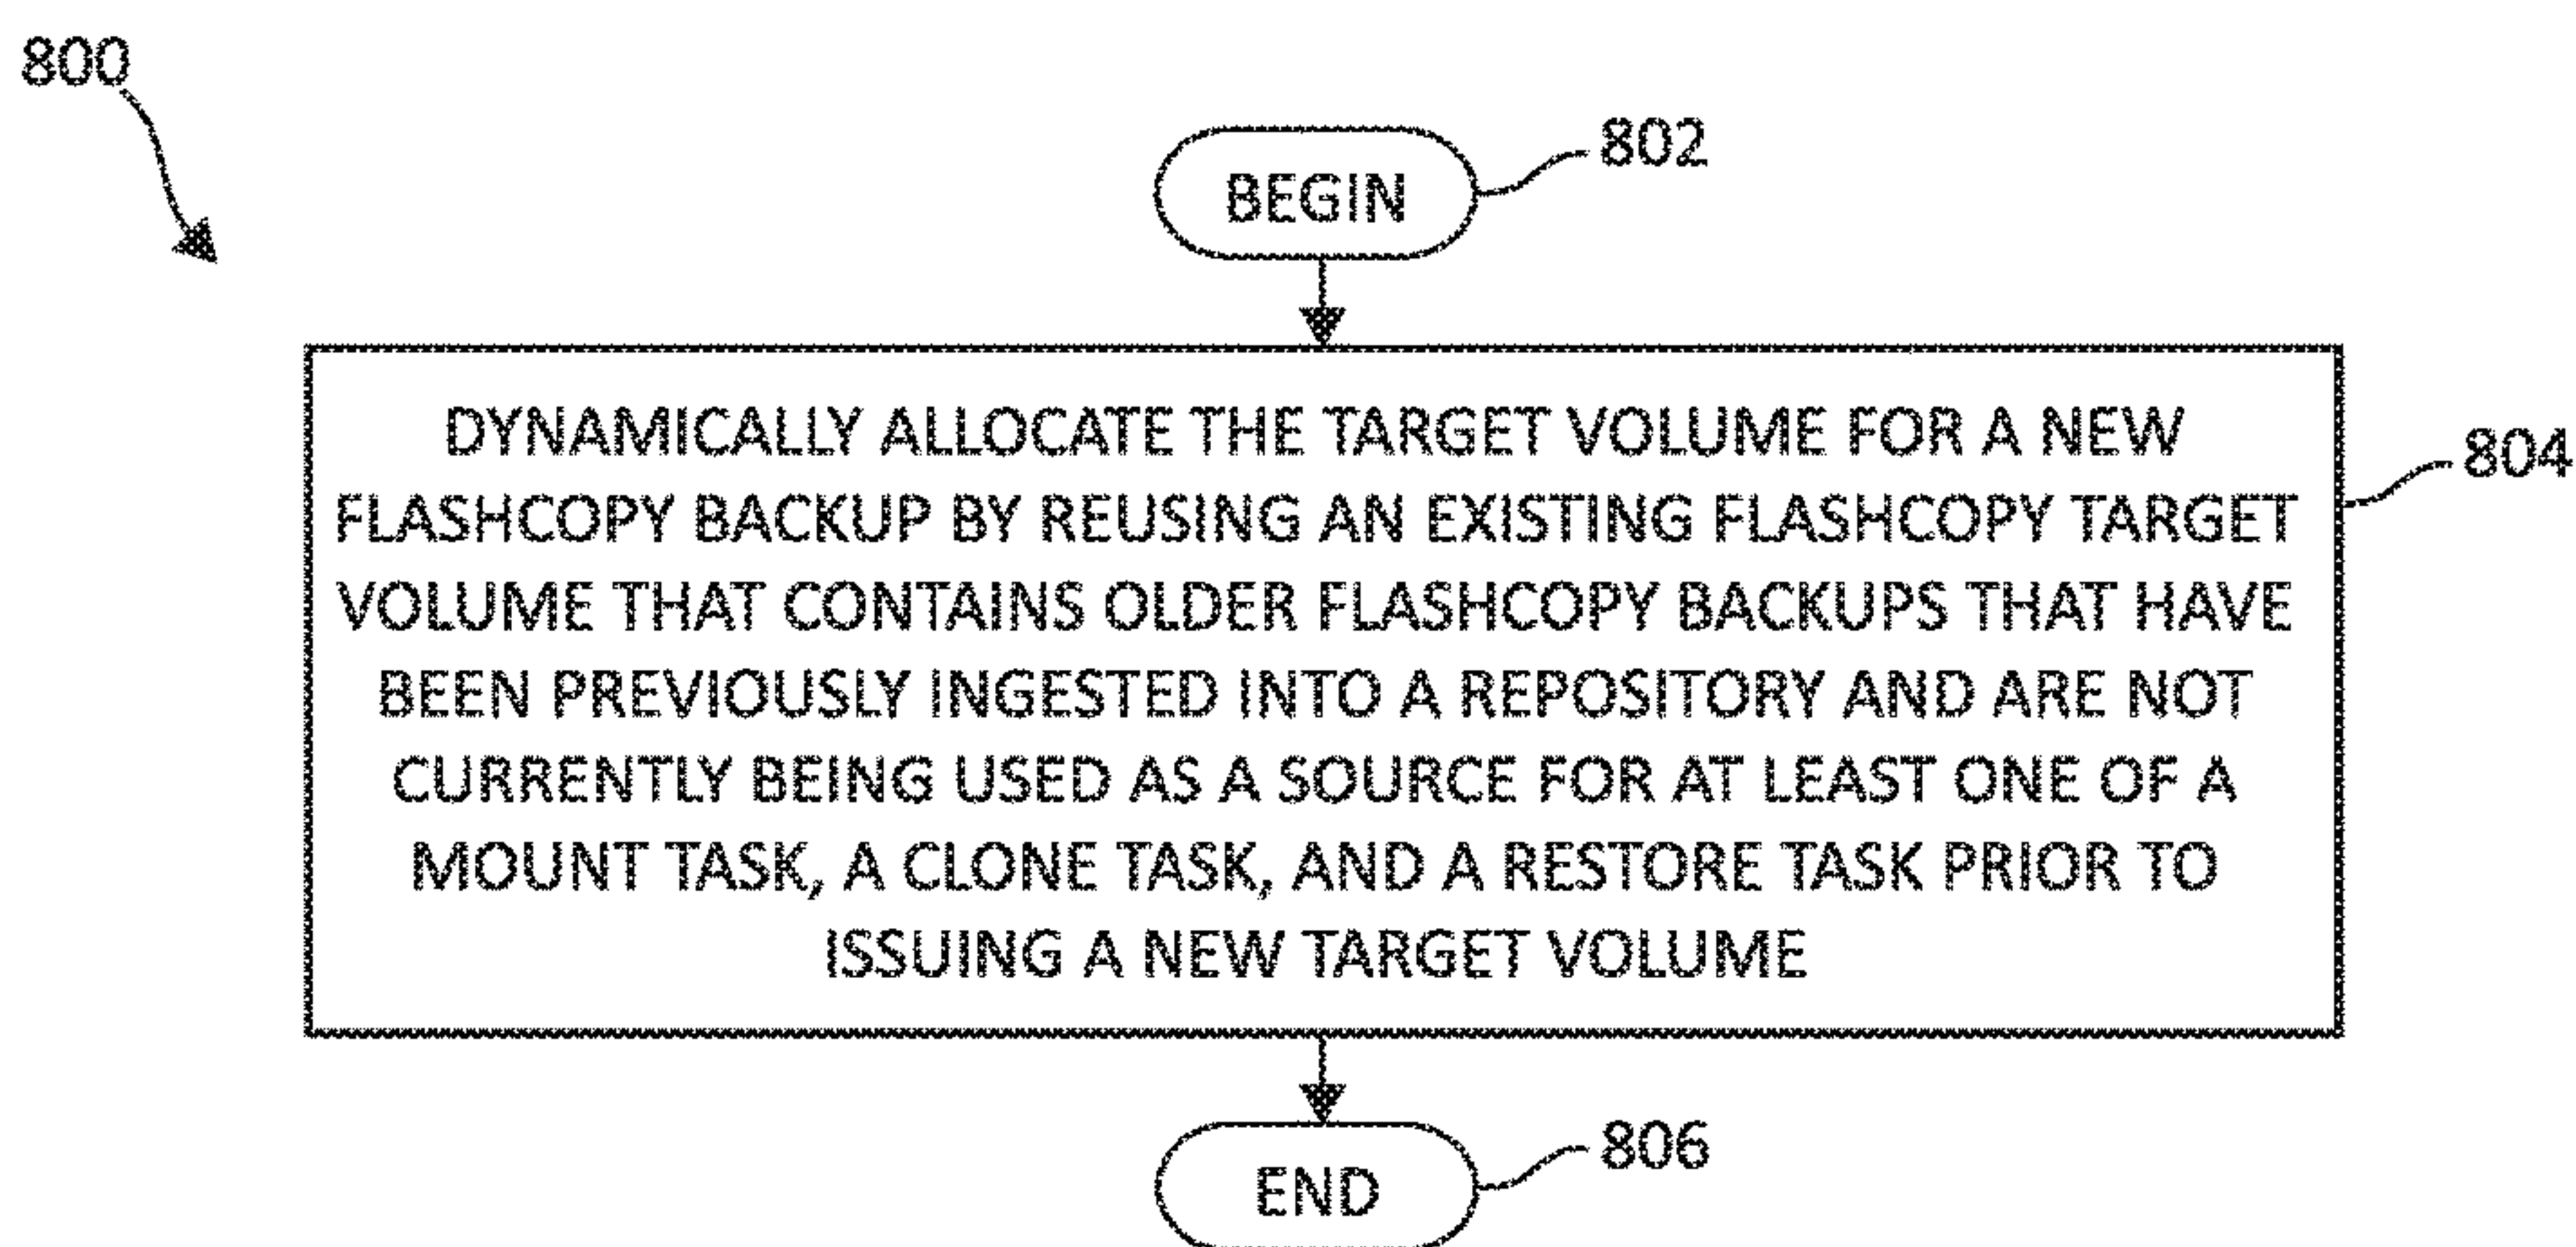 800
802
BEGIN
DYNAMICALLY ALLOCATE THE TARGET VOLUME FOR A NEW
FLASHCOPY BACKUP BY REUSING AN EXISTING FLASHCOPY TARGET
VOLUME THAT CONTAINS OLDER FLASHCOPY BACKUPS THAT HAVE
BEEN PREVIOUSLY INGESTED INTO A REPOSITORY AND ARE NOT
CURRENTLY BEING USED AS A SOURCE FOR AT LEAST ONE OF A
MOUNT TASK, A CLONE TASK, AND A RESTORE TASK PRIOR TO
ISSUING A NEW TARGET VOLUME
804
806
END